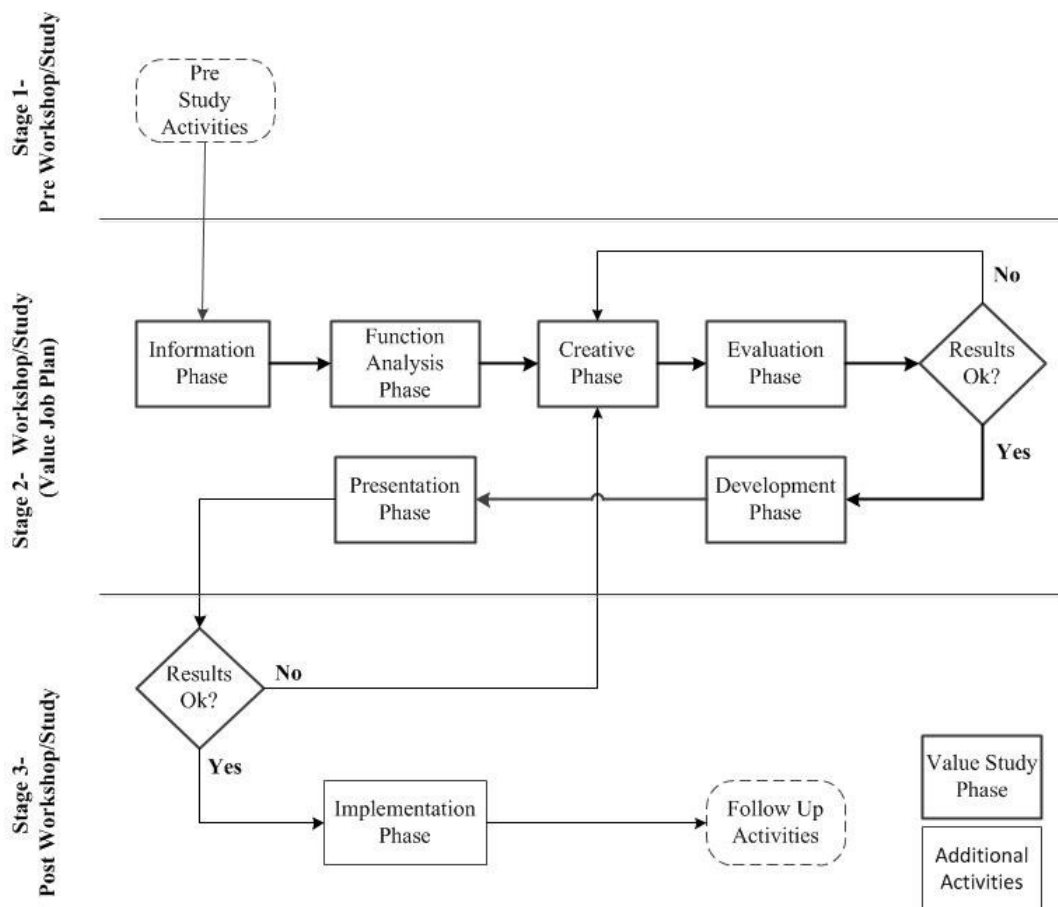 Stage 1-
Pre Workshop/Study
Pre
Study
Activities
Stage 2- Workshop/Study
(Value Job Plan)
Information
Phase
Function
Analysis
Phase
Creative
Phase
Evaluation
Phase
Results
Ok?
No
Yes
Development
Phase
Presentation
Phase
Stage 3-
Post Workshop/Study
Results
Ok?
No
Yes
Implementation
Phase
Follow Up
Activities
Value Study
Phase
Additional
Activities